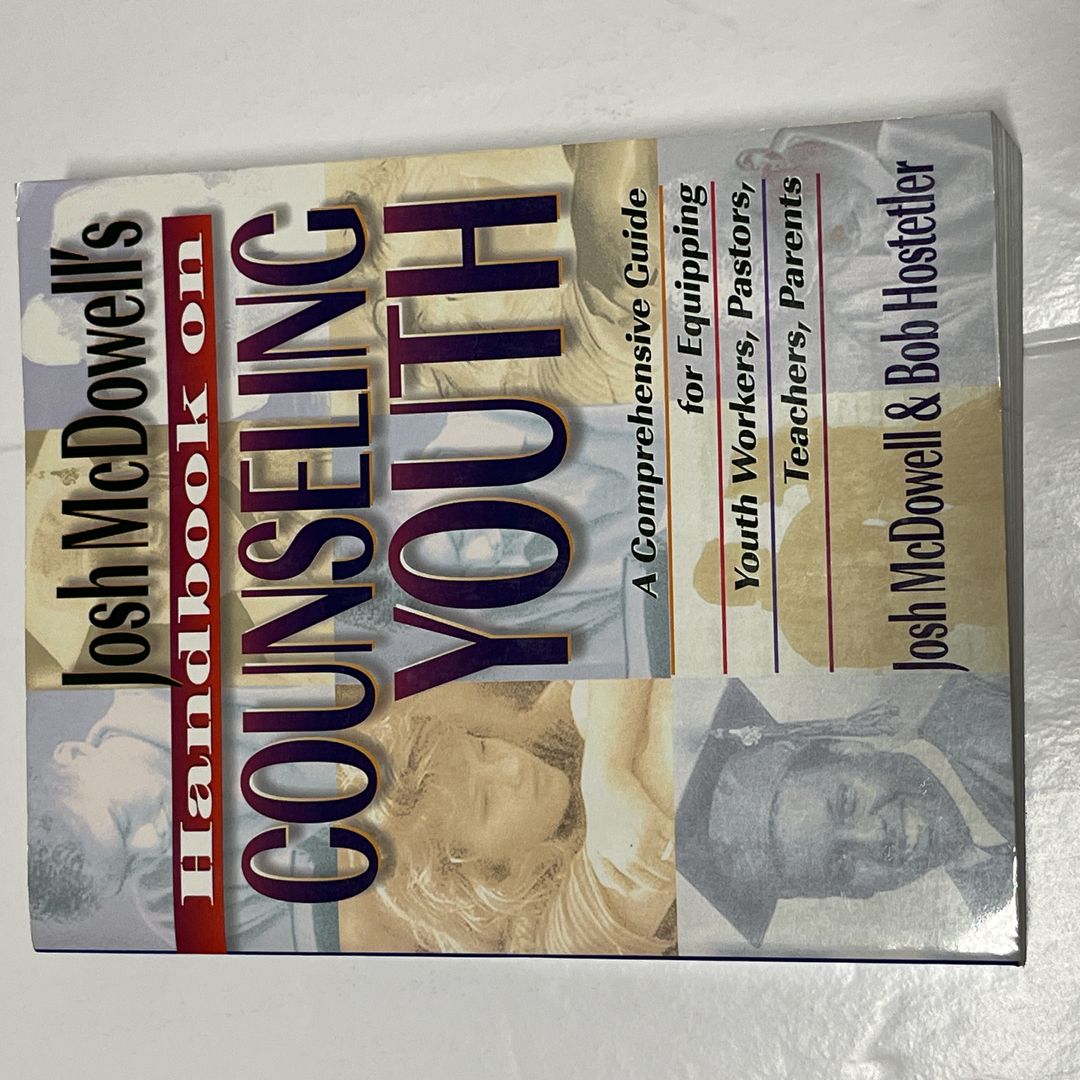 Josh McDowell's
Handbook on
COUNSELING
YOUTH
A Comprehensive Guide
for Equipping
Youth Workers, Pastors,
Teachers, Parents
Josh McDowell & Bob Hostetler